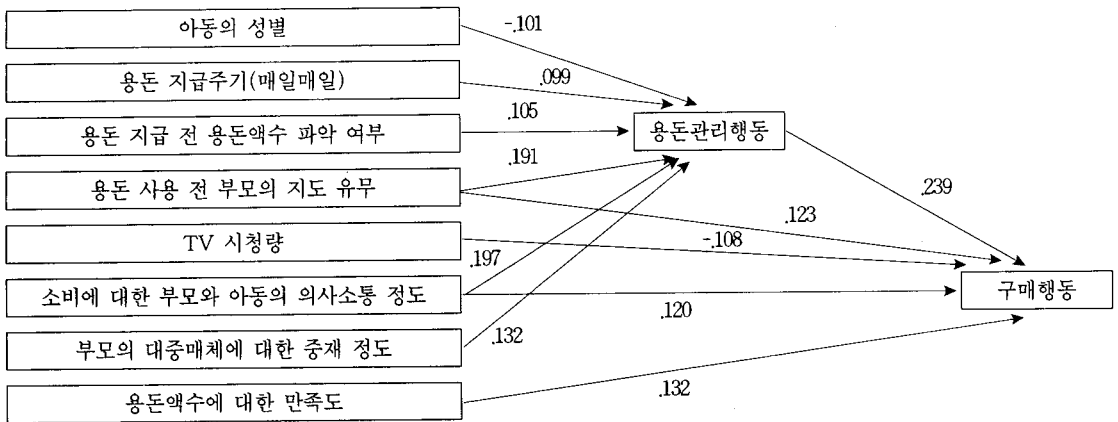 아동의 성별
-.101
용돈 지급주기(매일매일)
.099
용돈 지급 전 용돈액수 파악 여부
.105
용돈관리행동
용돈 사용 전 부모의 지도 유무
.191
.239
.123
TV 시청량
-.108
.197
소비에 대한 부모와 아동의 의사소통 정도
.120
구매행동
부모의 대중매체에 대한 중재 정도
.132
용돈액수에 대한 만족도
.132